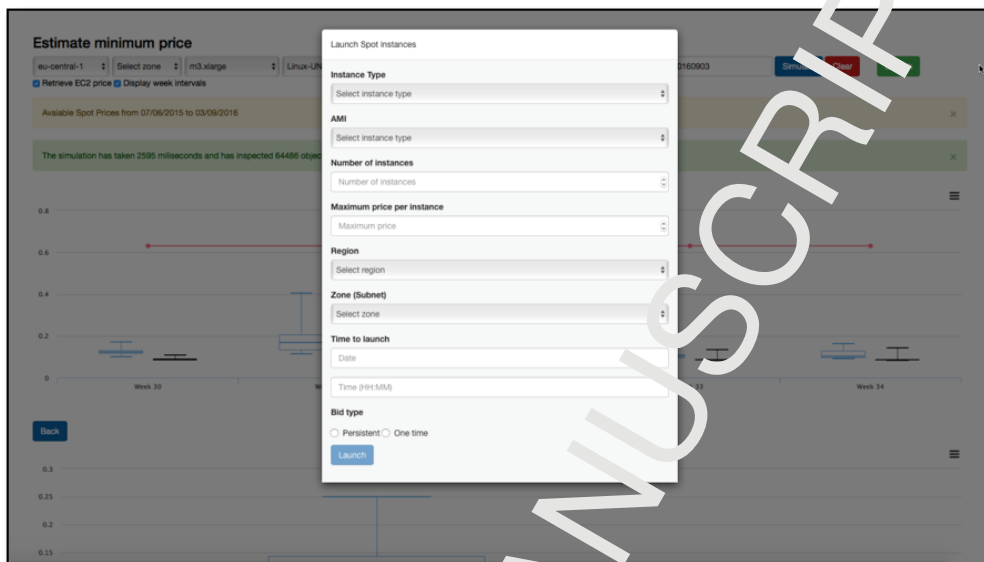 Estimate minimum price
Launch Spot instances
eu-central-1 Select zone m3.xlarge Linux-UN 0160903 Clear
Retrieve EC2 price Display week intervals
Instance Type
Select instance type
Avaiable Spot Prices from 07/06/2015 to 03/09/2016 ×
AMI
Select instance type
The simulation has taken 2595 miliseconds and has inspected 64486 objec ×
Number of instances
Number of instances
Maximum price per instance
Maximum price
Region
Select region
Zone (Subnet)
Select zone
Time to launch
Date
Time (HH:MM)
Bid type
Persistent One time
Launch
0.8
0.6
0.4
0.2
0
Week 30 33 Week 34
Back
0.3
0.25
0.2
0.15
NUSCRIP